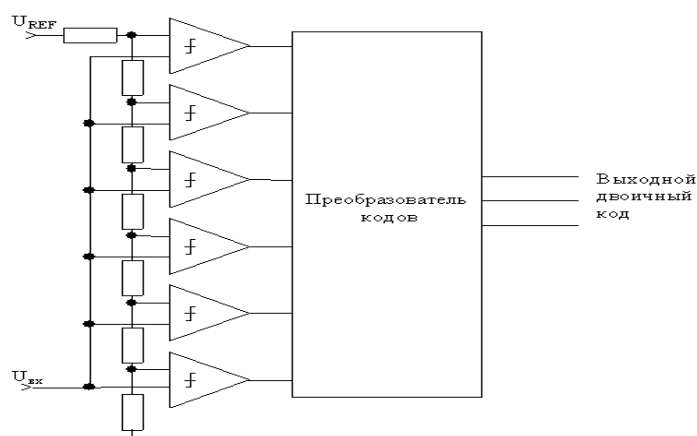 UREF
Преобразователь
кодов
Выходной
двоичный
код
Uвх